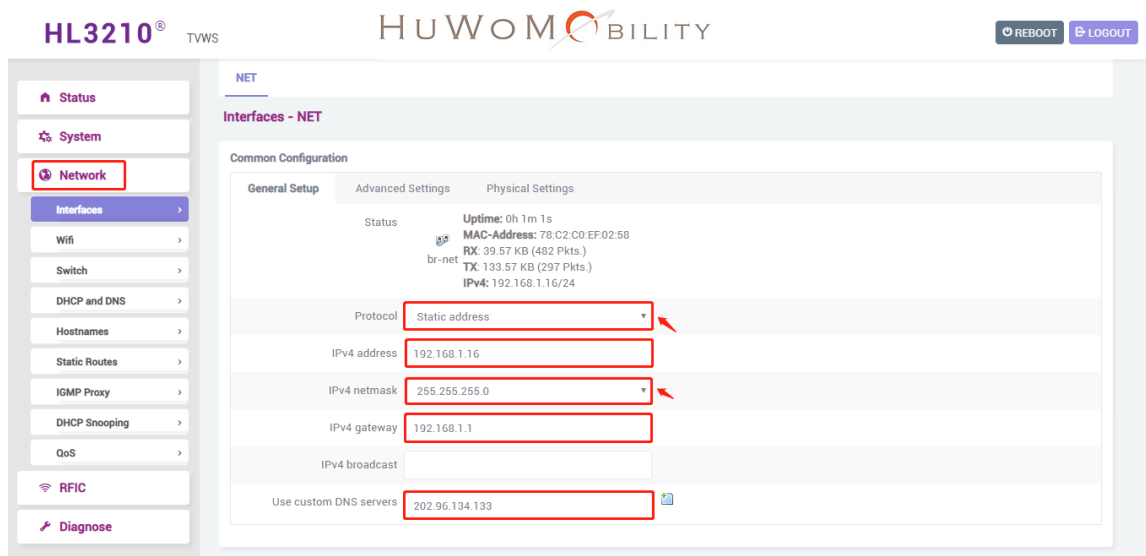 HL3210® TVWS
HUWOMOBILITY
REBOOT
LOGOUT
Status
System
Network
Interfaces
Wifi
Switch
DHCP and DNS
Hostnames
Static Routes
IGMP Proxy
DHCP Snooping
QoS
RFIC
Diagnose
NET
Interfaces - NET
Common Configuration
General Setup Advanced Settings Physical Settings
Status
br-net
Uptime: 0h 1m 1s
MAC-Address: 78:C2:C0:EF:02:58
RX: 39.57 KB (482 Pkts.)
TX: 133.57 KB (297 Pkts.)
IPv4: 192.168.1.16/24
Protocol Static address
IPv4 address 192.168.1.16
IPv4 netmask 255.255.255.0
IPv4 gateway 192.168.1.1
IPv4 broadcast
Use custom DNS servers 202.96.134.133